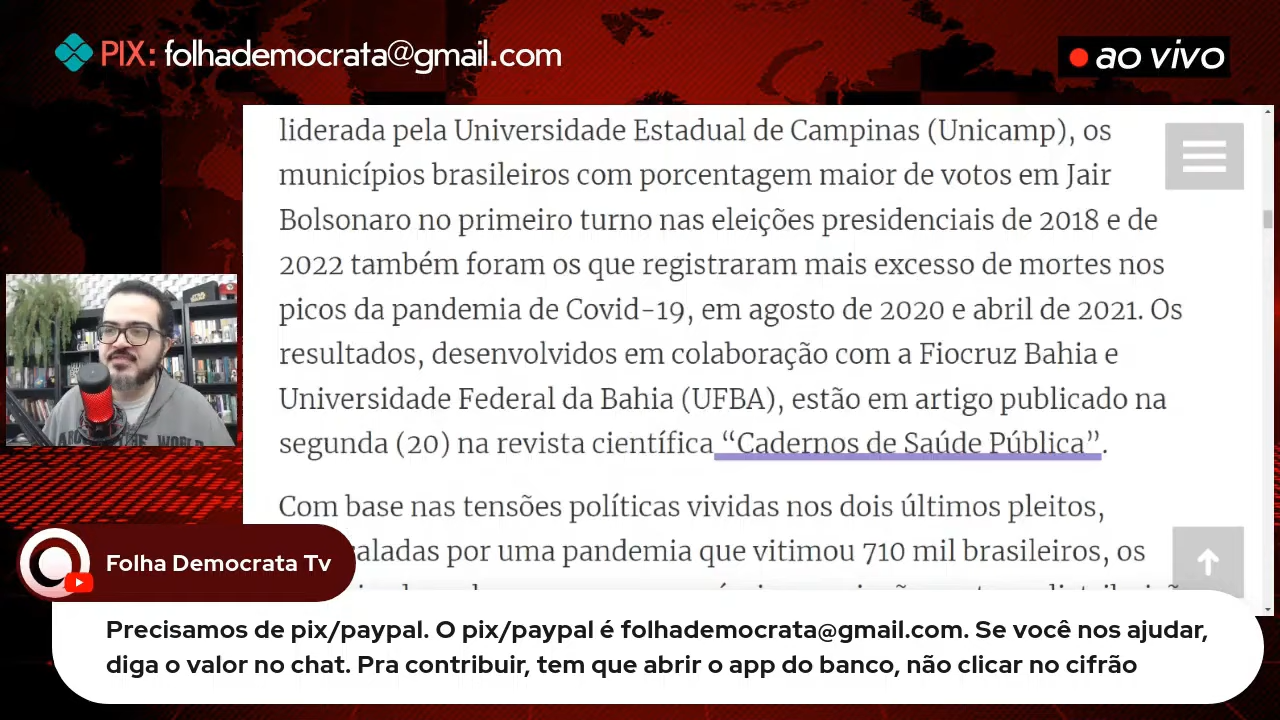 PIX: folhademocrata@gmail.com
ao vivo
liderada pela Universidade Estadual de Campinas (Unicamp), os
municípios brasileiros com porcentagem maior de votos em Jair
Bolsonaro no primeiro turno nas eleições presidenciais de 2018 e de
2022 também foram os que registraram mais excesso de mortes nos
picos da pandemia de Covid-19, em agosto de 2020 e abril de 2021. Os
resultados, desenvolvidos em colaboração com a Fiocruz Bahia e
Universidade Federal da Bahia (UFBA), estão em artigo publicado na
segunda (20) na revista científica “Cadernos de Saúde Pública”.
Com base nas tensões políticas vividas nos dois últimos pleitos,
por uma pandemia que vitimou 710 mil brasileiros, os
Folha Democrata Tv
Precisamos de pix/paypal. O pix/paypal é folhademocrata@gmail.com. Se você nos ajudar,
diga o valor no chat. Pra contribuir, tem que abrir o app do banco, não clicar no cifrão